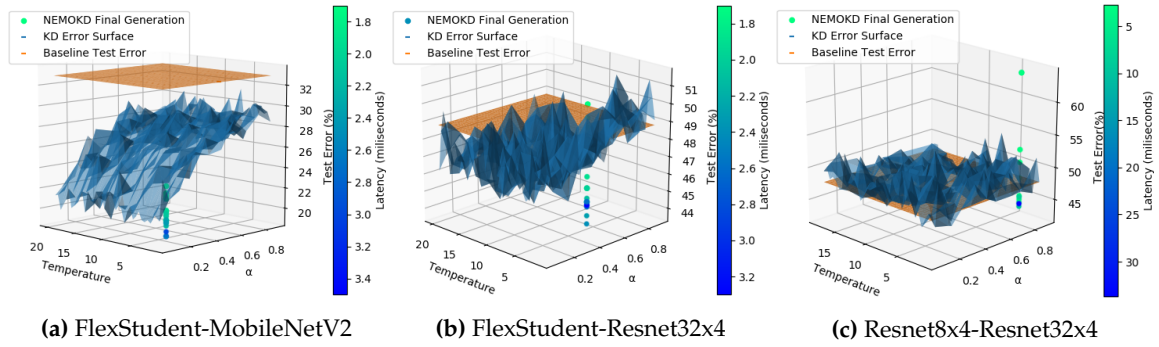 NEMOKD Final Generation
KD Error Surface
Baseline Test Error
32
30
28
26
24
22
20
Test Error (%)
20
15
10
5
Temperature
0.2
0.4
0.6
0.8
α
1.8
2.0
2.2
2.4
2.6
2.8
3.0
3.2
3.4
Latency (miliseconds)
(a) FlexStudent-MobileNetV2
NEMOKD Final Generation
KD Error Surface
Baseline Test Error
51
50
49
48
47
46
45
44
Test Error (%)
20
15
10
5
Temperature
0.2
0.4
0.6
0.8
α
1.8
2.0
2.2
2.4
2.6
2.8
3.0
3.2
Latency (miliseconds)
(b) FlexStudent-Resnet32x4
NEMOKD Final Generation
KD Error Surface
Baseline Test Error
60
55
50
45
Test Error(%)
20
15
10
5
Temperature
0.2
0.4
0.6
0.8
α
5
10
15
20
25
30
Latency (miliseconds)
(c) Resnet8x4-Resnet32x4